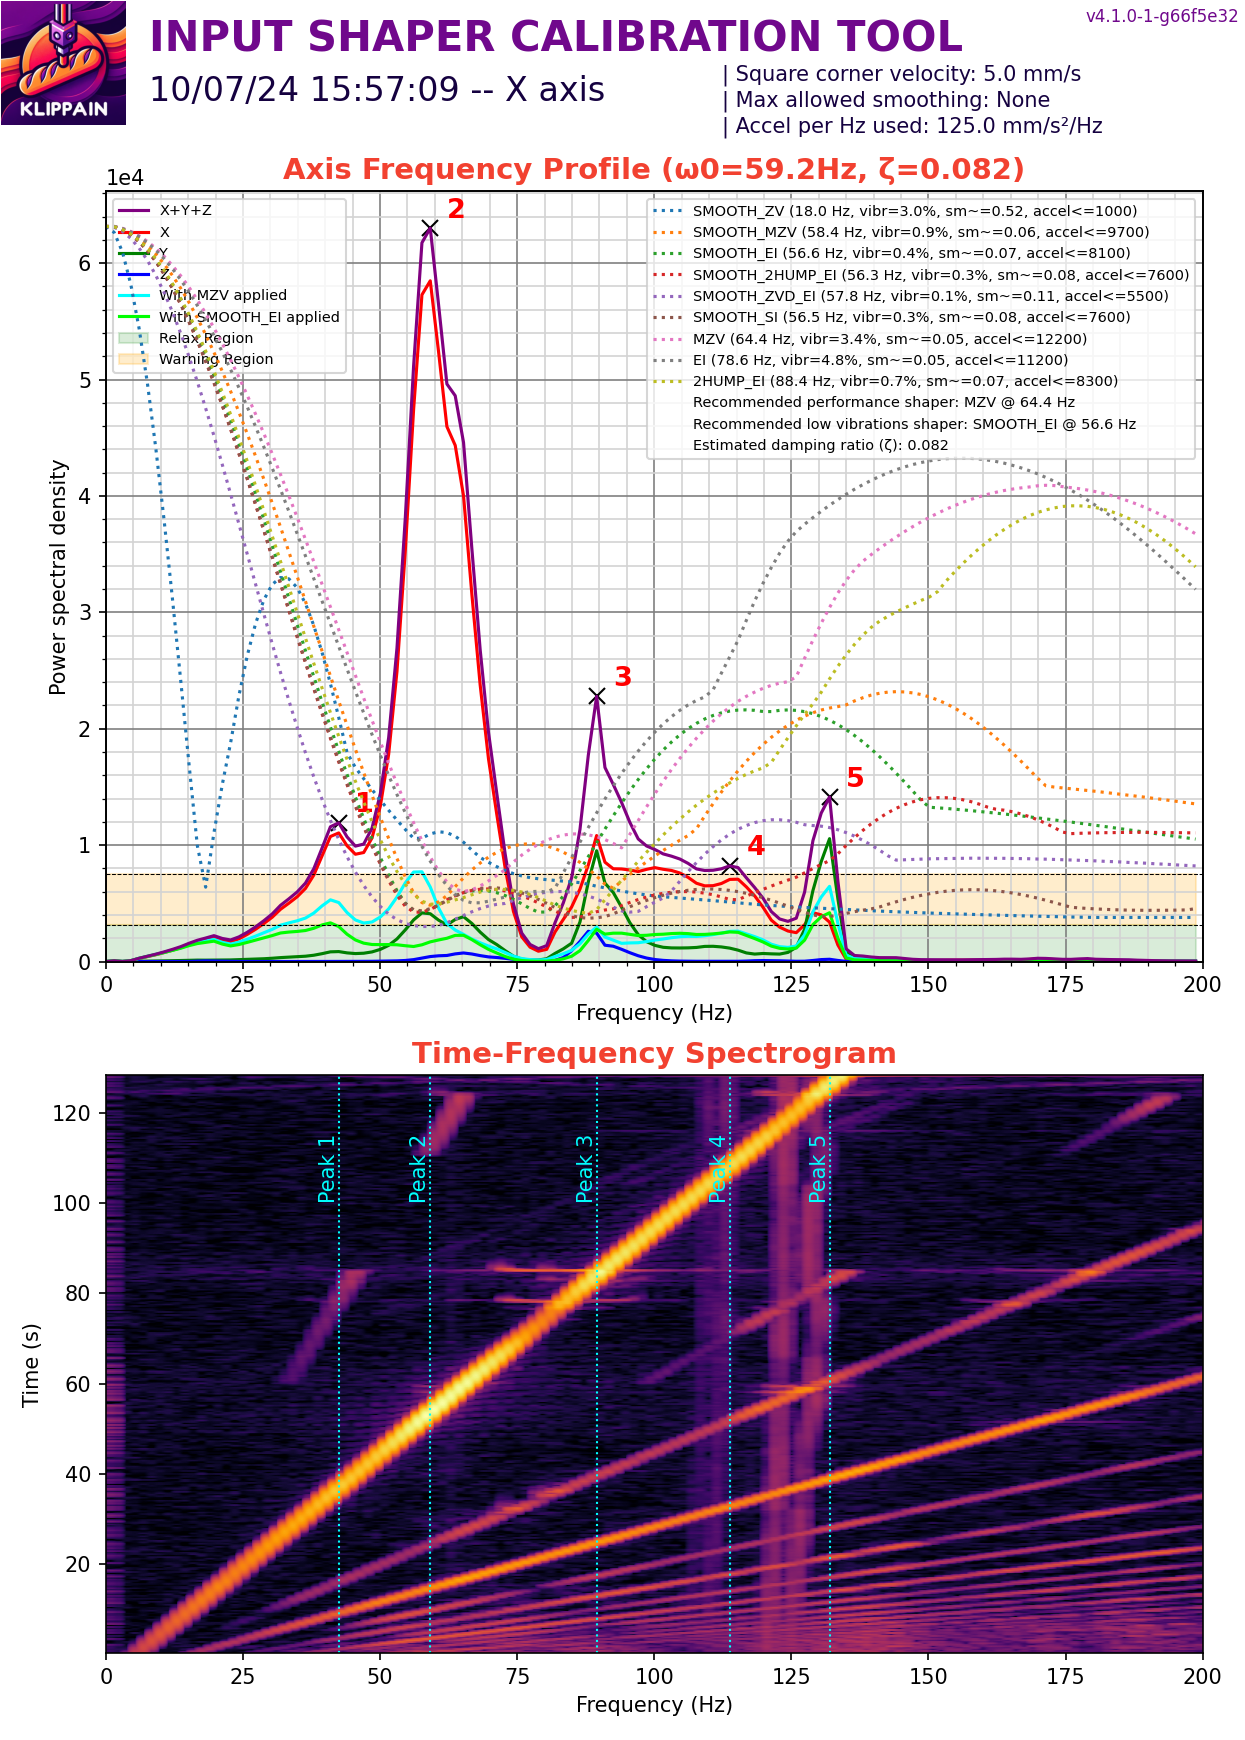 v4.1.0-1-g66f5e32
INPUT SHAPER CALIBRATION TOOL
10/07/24 15:57:09 -- X axis
| Square corner velocity: 5.0 mm/s
| Max allowed smoothing: None
| Accel per Hz used: 125.0 mm/s²/Hz
KLIPPAIN
Axis Frequency Profile (ω0=59.2Hz, ζ=0.082)
1e4
X+Y+Z
X
Y
Z
With MZV applied
With SMOOTH_EI applied
Relax Region
Warning Region
SMOOTH_ZV (18.0 Hz, vibr=3.0%, sm~=0.52, accel<=1000)
SMOOTH_MZV (58.4 Hz, vibr=0.9%, sm~=0.06, accel<=9700)
SMOOTH_EI (56.6 Hz, vibr=0.4%, sm~=0.07, accel<=8100)
SMOOTH_2HUMP_EI (56.3 Hz, vibr=0.3%, sm~=0.08, accel<=7600)
SMOOTH_ZVD_EI (57.8 Hz, vibr=0.1%, sm~=0.11, accel<=5500)
SMOOTH_SI (56.5 Hz, vibr=0.3%, sm~=0.08, accel<=7600)
MZV (64.4 Hz, vibr=3.4%, sm~=0.05, accel<=12200)
EI (78.6 Hz, vibr=4.8%, sm~=0.05, accel<=11200)
2HUMP_EI (88.4 Hz, vibr=0.7%, sm~=0.07, accel<=8300)
Recommended performance shaper: MZV @ 64.4 Hz
Recommended low vibrations shaper: SMOOTH_EI @ 56.6 Hz
Estimated damping ratio (ζ): 0.082
2
3
1
5
4
Power spectral density
6
5
4
3
2
1
0
0 25 50 75 100 125 150 175 200
Frequency (Hz)
Time-Frequency Spectrogram
Time (s)
120
100
80
60
40
20
Peak 1
Peak 2
Peak 3
Peak 4
Peak 5
0 25 50 75 100 125 150 175 200
Frequency (Hz)